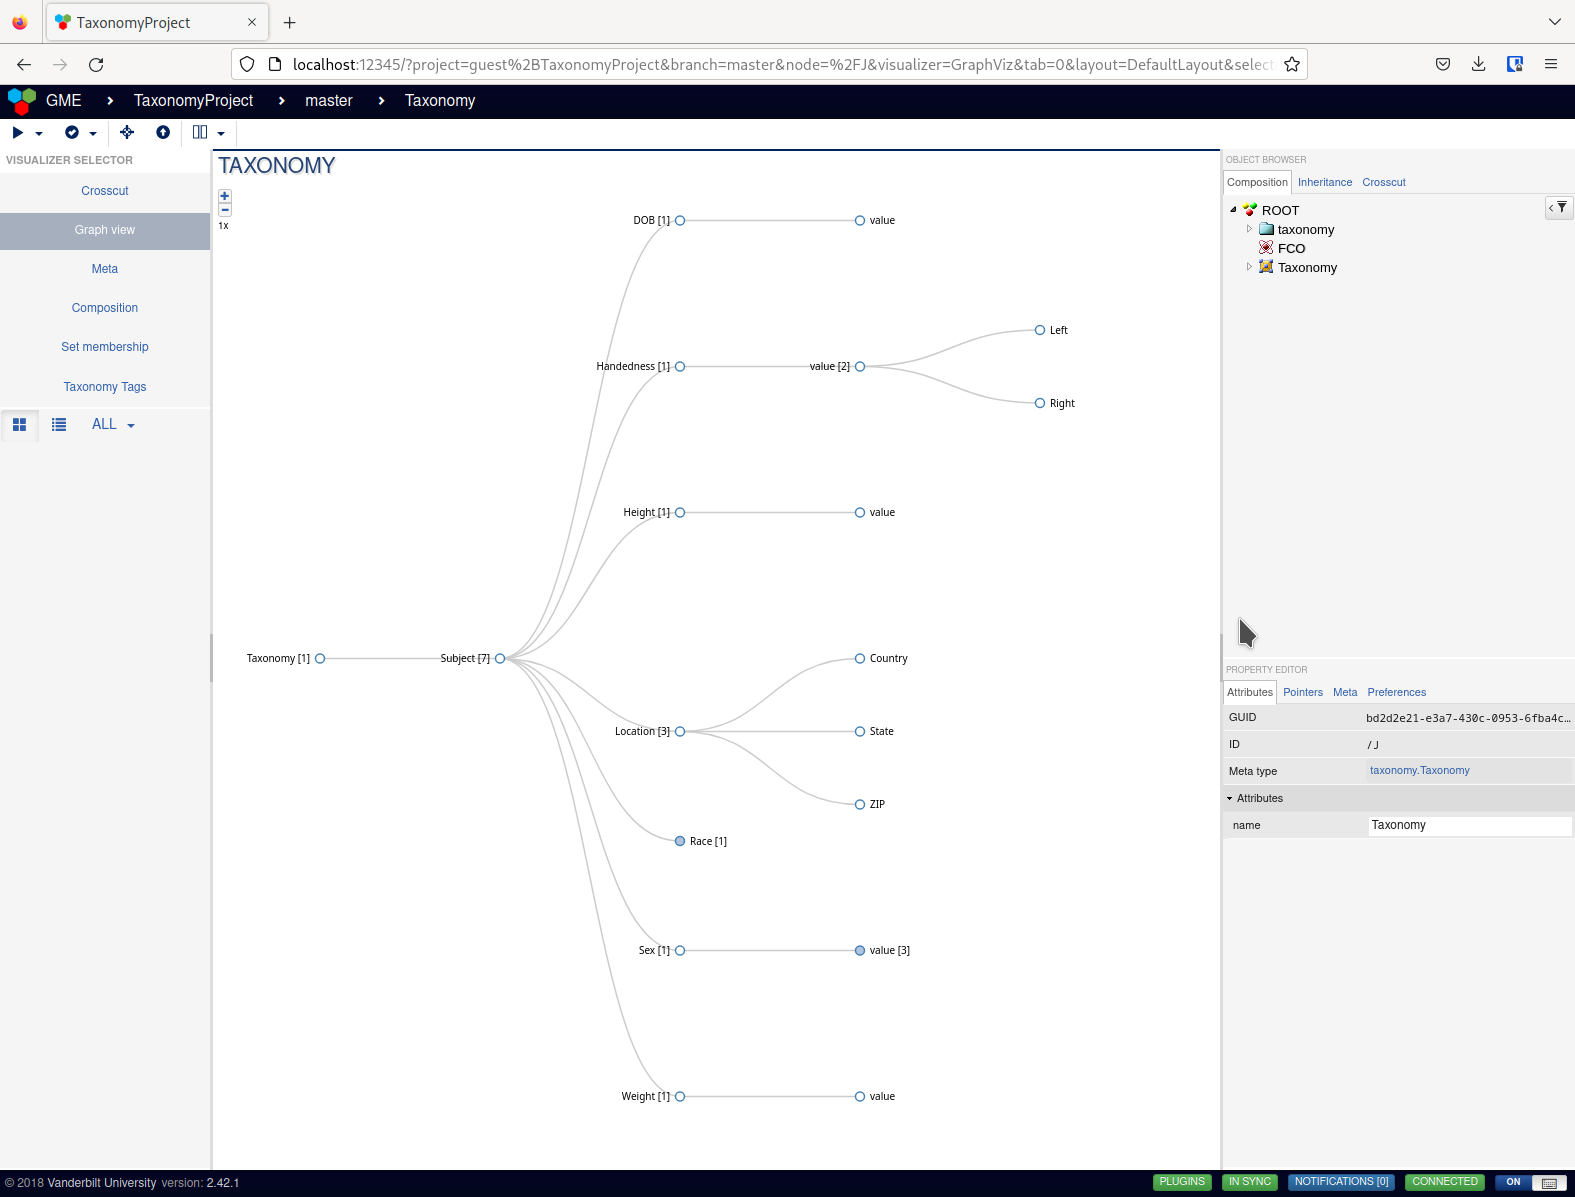 TaxonomyProject
localhost:12345/?project=guest%2BTaxonomyProject&branch=master&node=%2FJ&visualizer=GraphViz&tab=0&layout=DefaultLayout&select
GME TaxonomyProject master Taxonomy
VISUALIZER SELECTOR
Crosscut
Graph view
Meta
Composition
Set membership
Taxonomy Tags
ALL
TAXONOMY
1x
DOB [1]
value
Left
Handedness [1]
value [2]
Right
Height [1]
value
Taxonomy [1]
Subject [7]
Country
Location [3]
State
ZIP
Race [1]
Sex [1]
value [3]
Weight [1]
value
OBJECT BROWSER
Composition Inheritance Crosscut
ROOT
taxonomy
FCO
Taxonomy
PROPERTY EDITOR
Attributes Pointers Meta Preferences
GUID bd2d2e21-e3a7-430c-0953-6fba4c…
ID /J
Meta type taxonomy.Taxonomy
Attributes
name Taxonomy
© 2018 Vanderbilt University version: 2.42.1
PLUGINS IN SYNC NOTIFICATIONS [0] CONNECTED ON